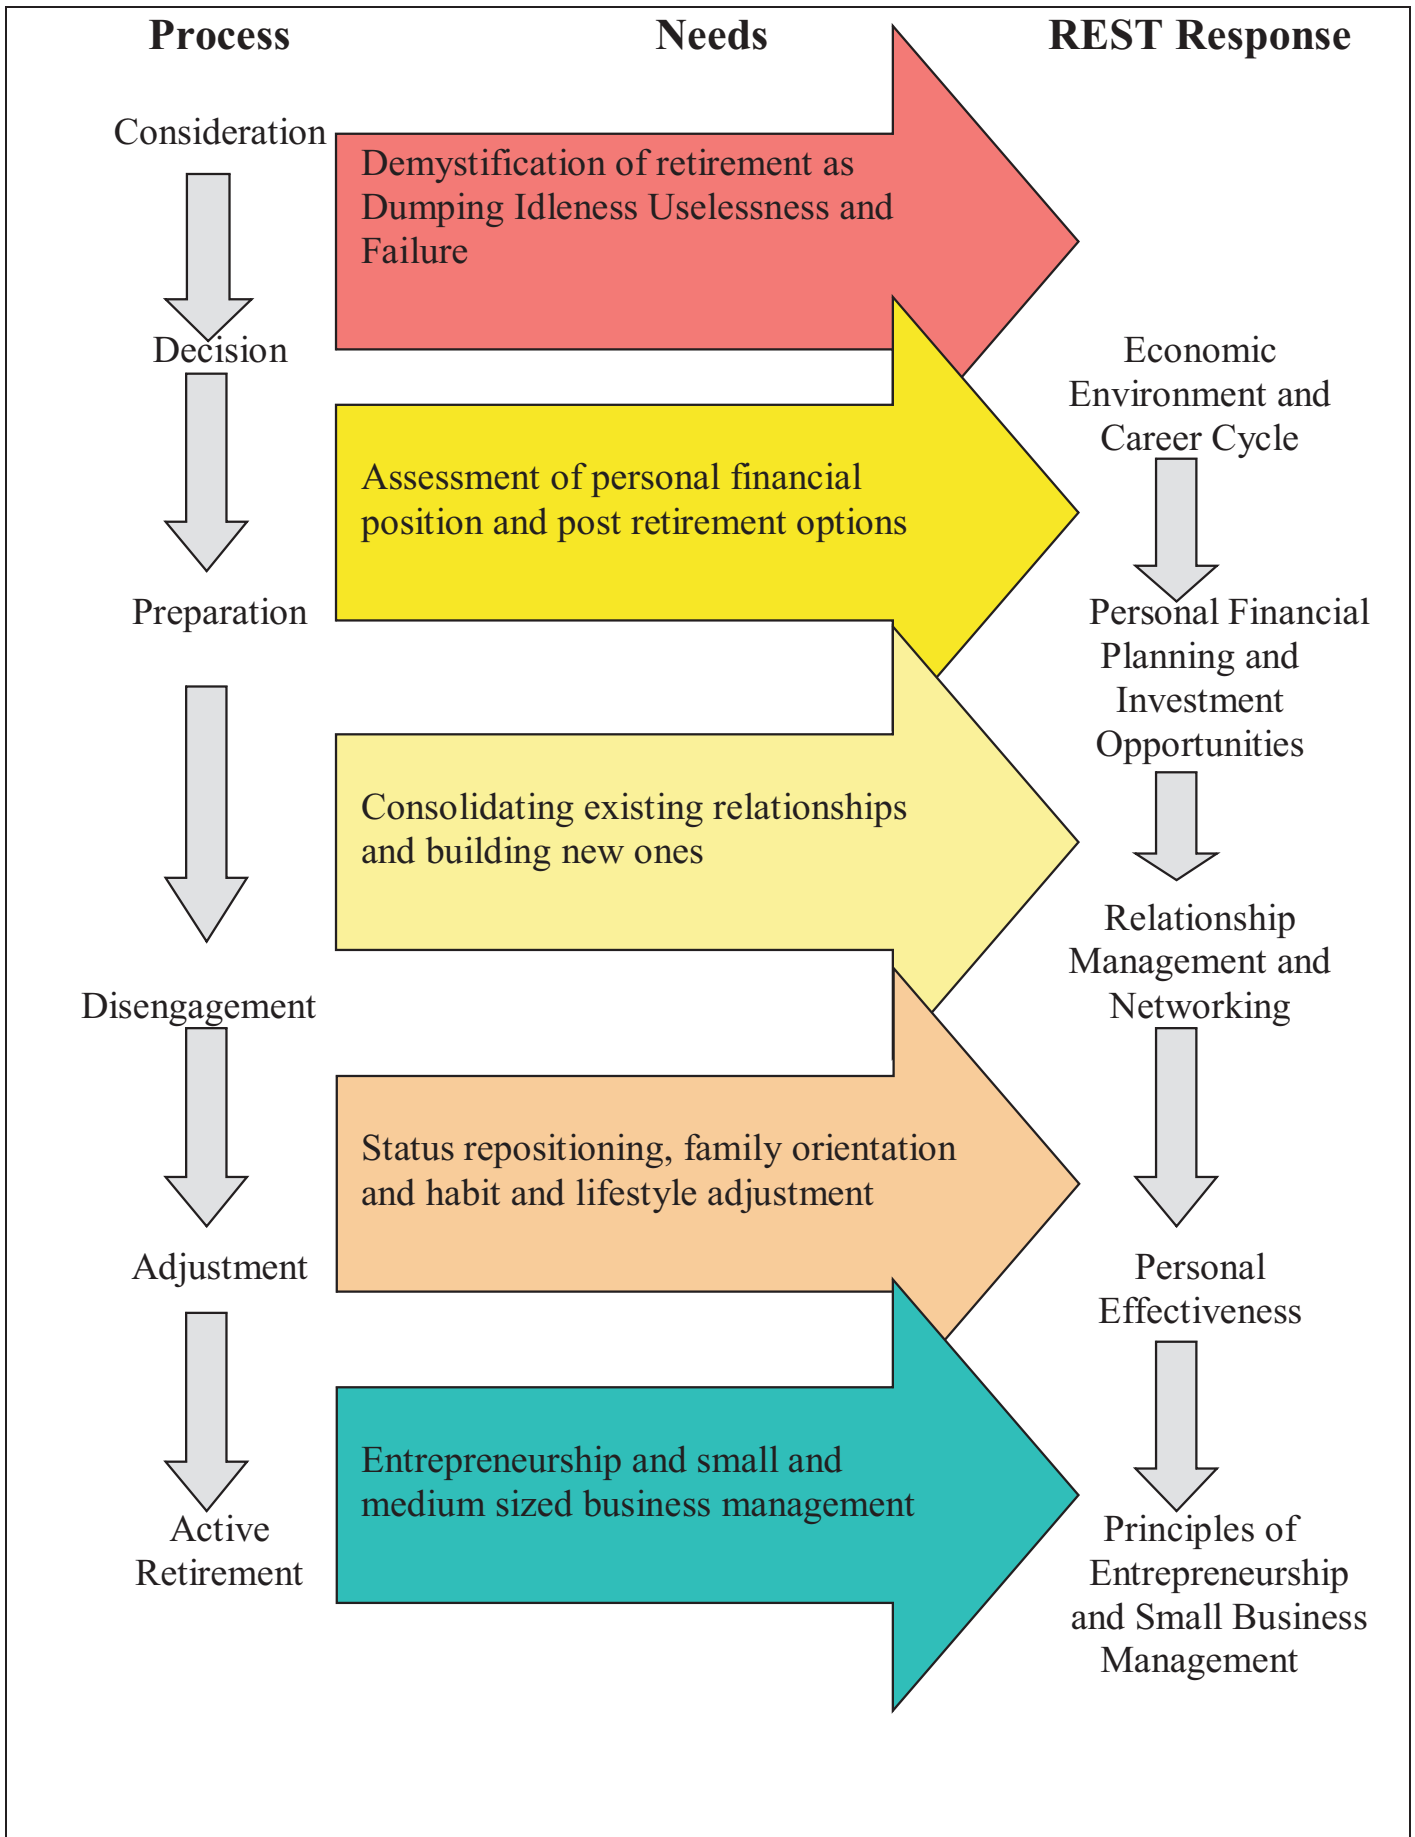 Process
Needs
REST Response
Consideration
Demystification of retirement as
Dumping Idleness Uselessness and
Failure
Decision
Economic
Environment and
Career Cycle
Assessment of personal financial
position and post retirement options
Preparation
Personal Financial
Planning and
Investment
Opportunities
Consolidating existing relationships
and building new ones
Relationship
Management and
Networking
Disengagement
Status repositioning, family orientation
and habit and lifestyle adjustment
Adjustment
Personal
Effectiveness
Entrepreneurship and small and
medium sized business management
Active
Retirement
Principles of
Entrepreneurship
and Small Business
Management